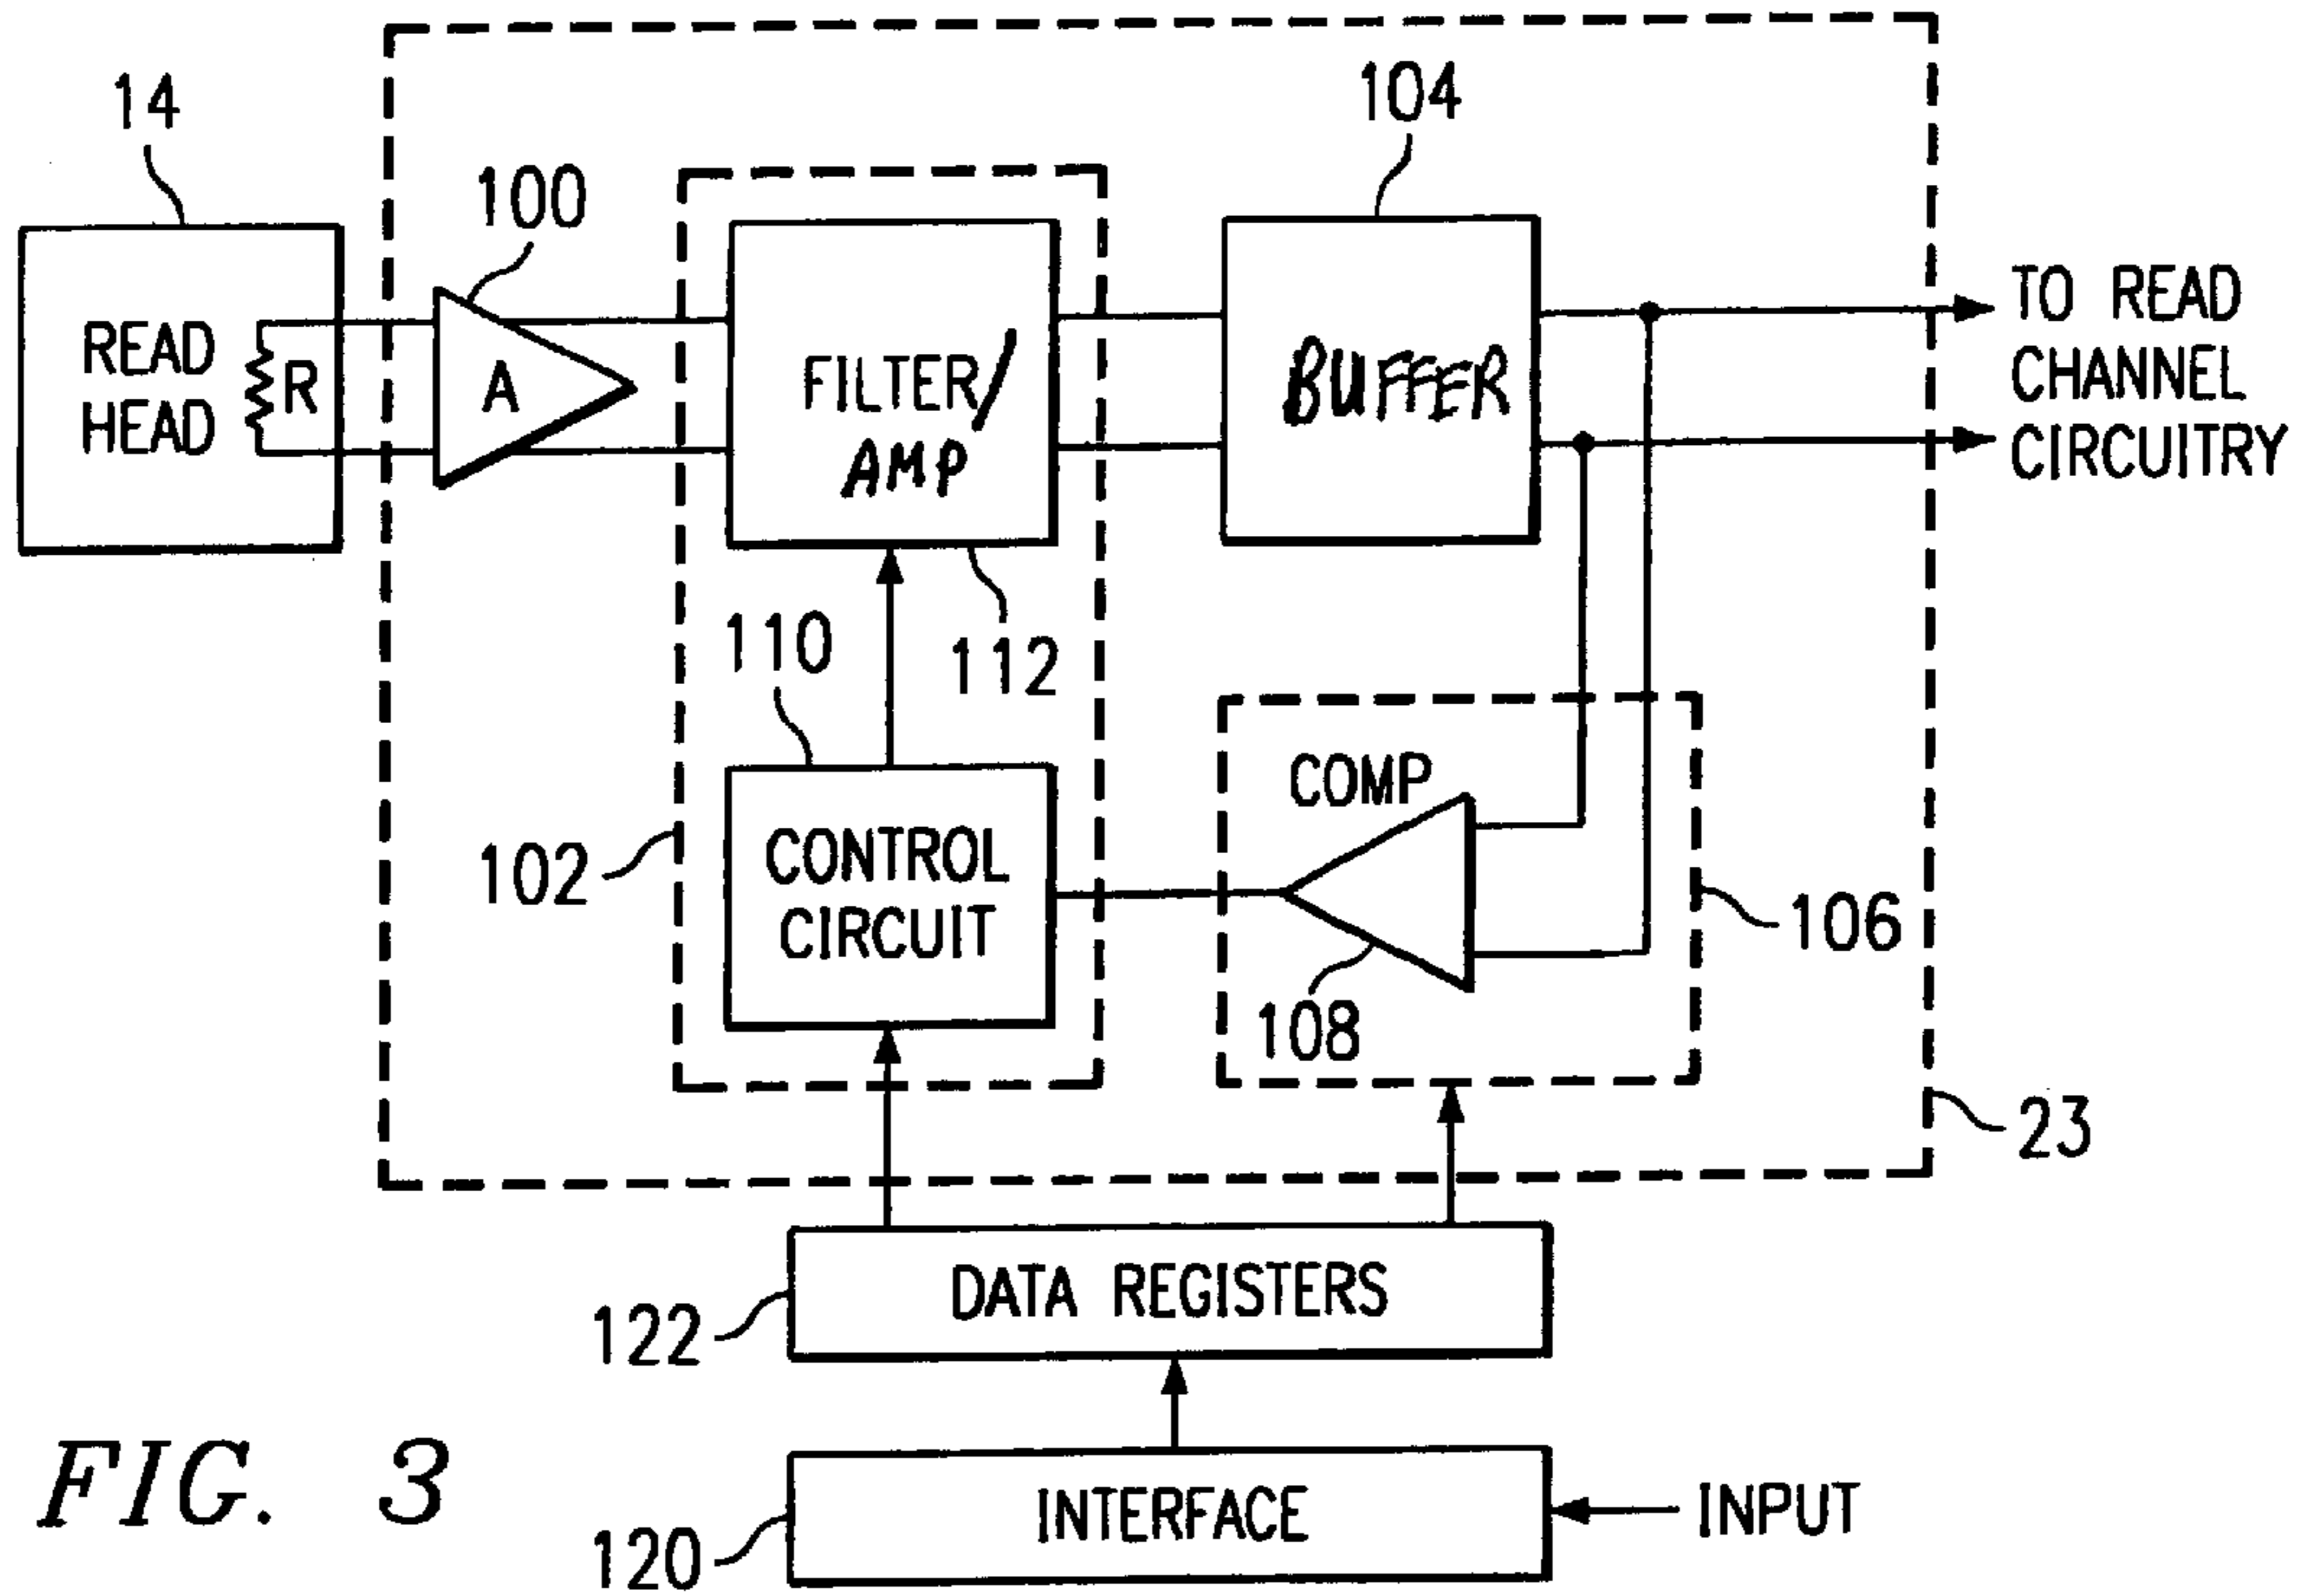 14
100
104
READ
HEAD
R
A
FILTER/
AMP
BUFFER
TO READ
CHANNEL
CIRCUITRY
110
112
102
CONTROL
CIRCUIT
COMP
108
106
23
122
DATA REGISTERS
120
INTERFACE
INPUT
FIG. 3